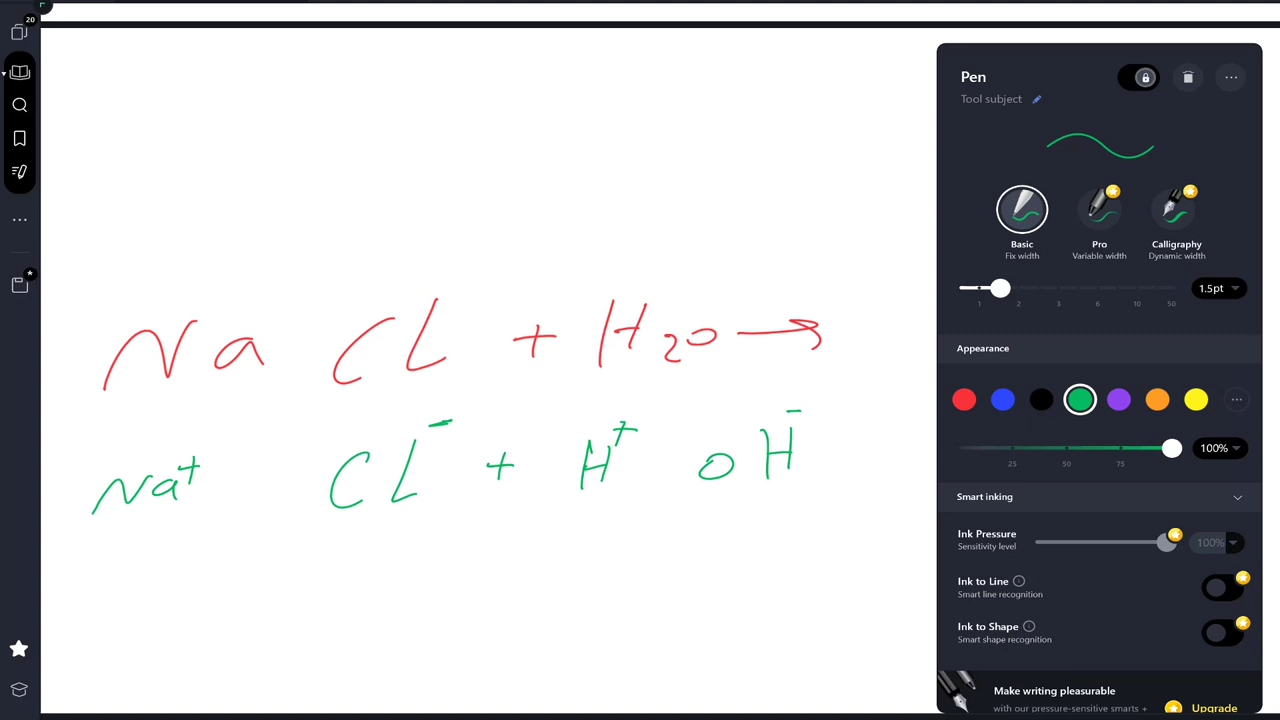 20
Pen
Tool subject
Basic
Fix width
Pro
Variable width
Calligraphy
Dynamic width
1 2 3 6 10 50
1.5pt
Appearance
25 50 75
100%
Smart inking
Ink Pressure
Sensitivity level
100%
Ink to Line
Smart line recognition
Ink to Shape
Smart shape recognition
Make writing pleasurable
with our pressure-sensitive smarts +
Upgrade
Na Cl + H₂O →
Na⁺ Cl⁻ + H⁺ OH⁻